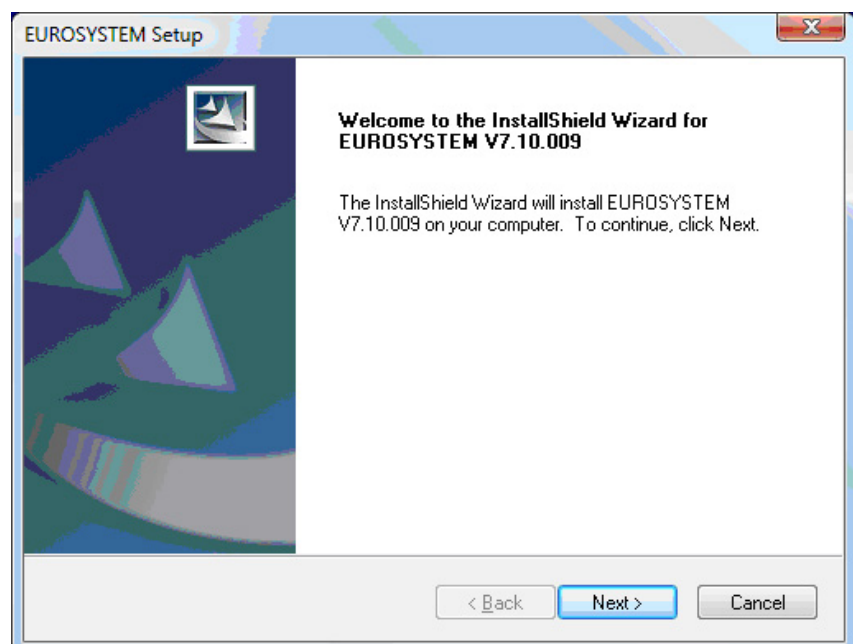 EUROSYSTEM Setup
Welcome to the InstallShield Wizard for
EUROSYSTEM V7.10.009
The InstallShield Wizard will install EUROSYSTEM
V7.10.009 on your computer. To continue, click Next.
< Back Next > Cancel